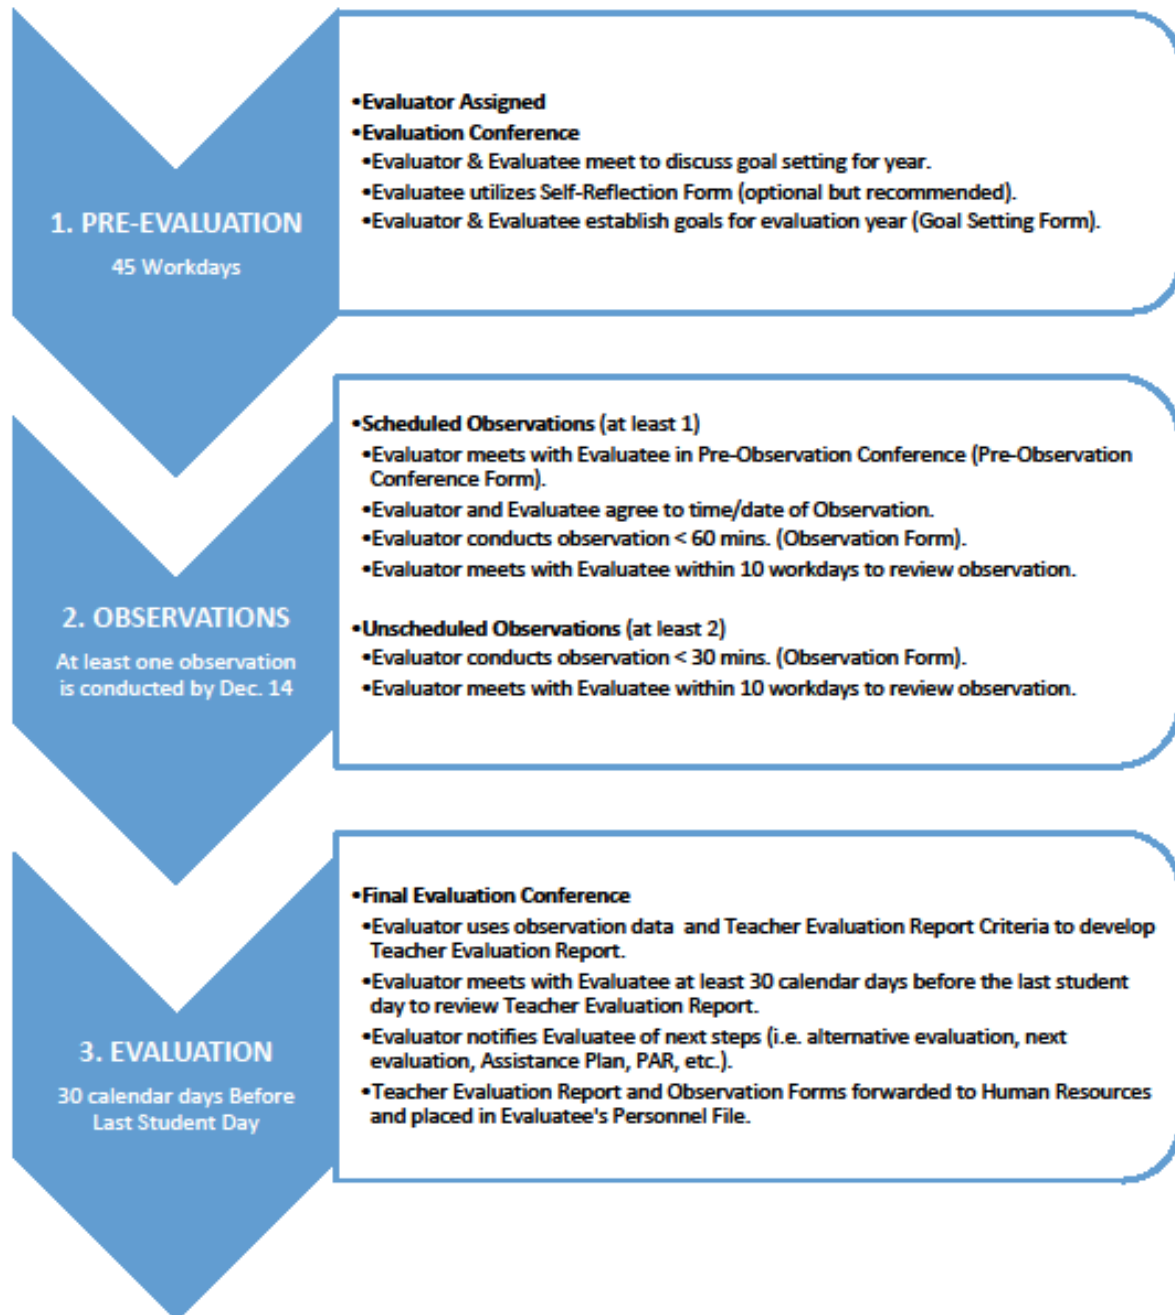 1. PRE-EVALUATION
45 Workdays
•Evaluator Assigned
•Evaluation Conference
•Evaluator & Evaluatee meet to discuss goal setting for year.
•Evaluatee utilizes Self-Reflection Form (optional but recommended).
•Evaluator & Evaluatee establish goals for evaluation year (Goal Setting Form).
2. OBSERVATIONS
At least one observation
is conducted by Dec. 14
•Scheduled Observations (at least 1)
•Evaluator meets with Evaluatee in Pre-Observation Conference (Pre-Observation
Conference Form).
•Evaluator and Evaluatee agree to time/date of Observation.
•Evaluator conducts observation < 60 mins. (Observation Form).
•Evaluator meets with Evaluatee within 10 workdays to review observation.
•Unscheduled Observations (at least 2)
•Evaluator conducts observation < 30 mins. (Observation Form).
•Evaluator meets with Evaluatee within 10 workdays to review observation.
3. EVALUATION
30 calendar days Before
Last Student Day
•Final Evaluation Conference
•Evaluator uses observation data  and Teacher Evaluation Report Criteria to develop
Teacher Evaluation Report.
•Evaluator meets with Evaluatee at least 30 calendar days before the last student
day to review Teacher Evaluation Report.
•Evaluator notifies Evaluatee of next steps (i.e. alternative evaluation, next
evaluation, Assistance Plan, PAR, etc.).
•Teacher Evaluation Report and Observation Forms forwarded to Human Resources
and placed in Evaluatee's Personnel File.